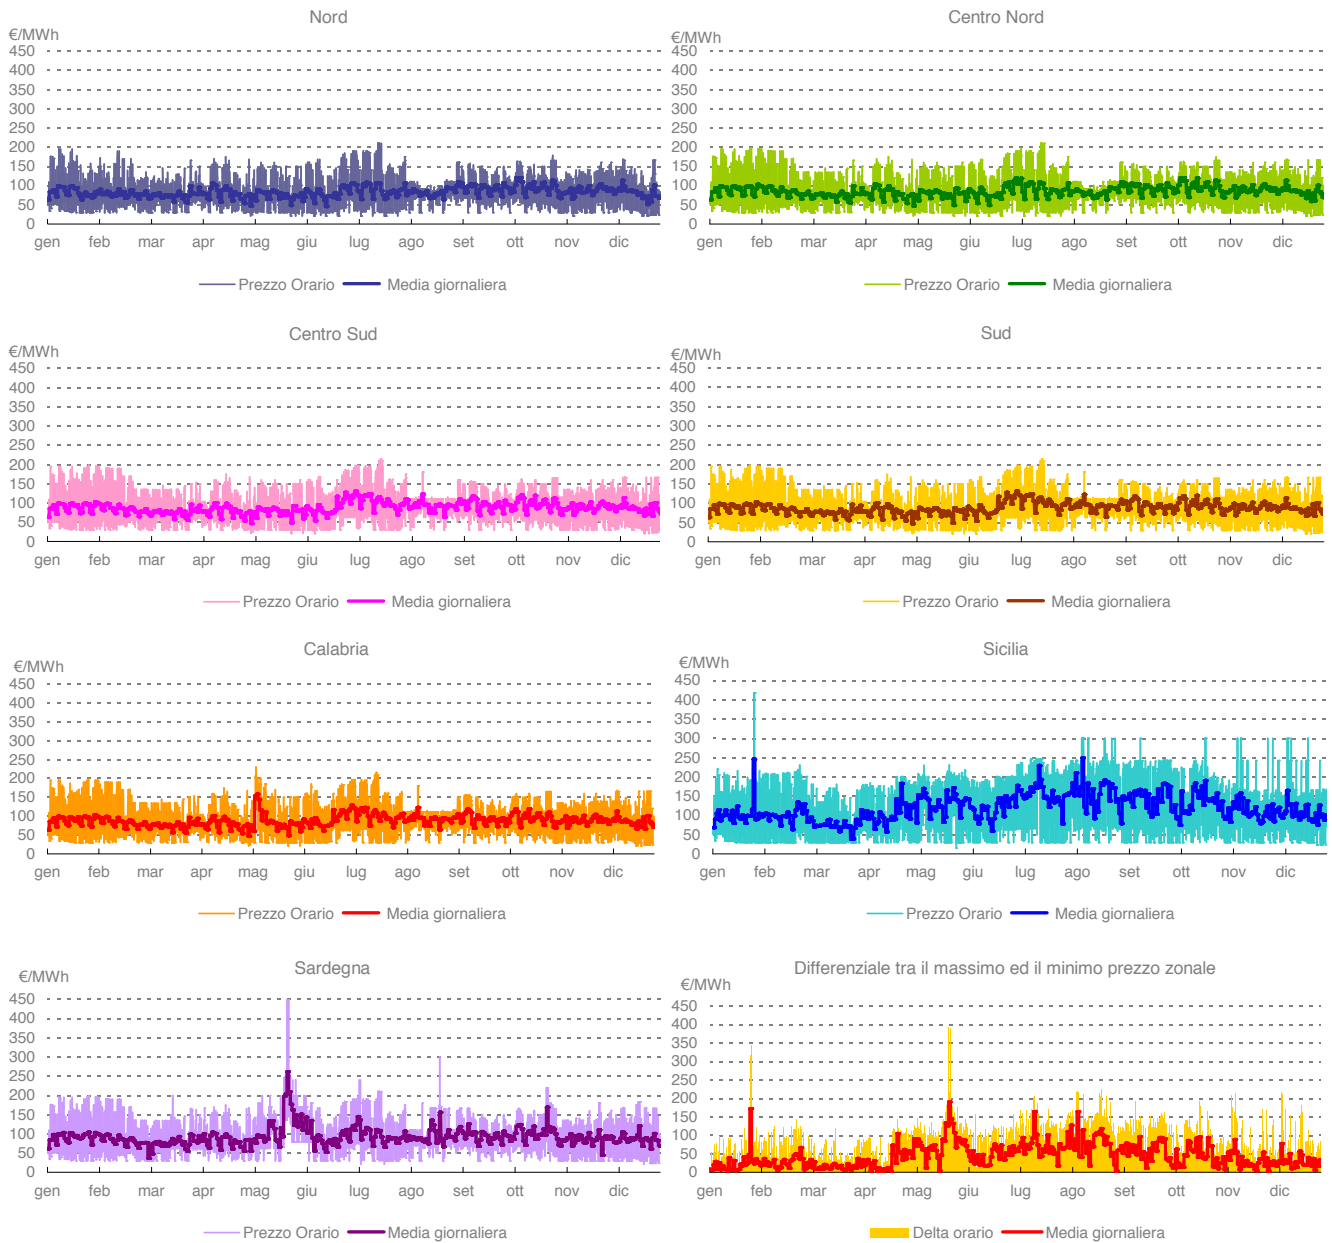 Nord
€/MWh
450
400
350
300
250
200
150
100
50
0
gen feb mar apr mag giu lug ago set ott nov dic
Prezzo Orario Media giornaliera
Centro Nord
€/MWh
450
400
350
300
250
200
150
100
50
0
gen feb mar apr mag giu lug ago set ott nov dic
Prezzo Orario Media giornaliera
Centro Sud
€/MWh
450
400
350
300
250
200
150
100
50
0
gen feb mar apr mag giu lug ago set ott nov dic
Prezzo Orario Media giornaliera
Sud
€/MWh
450
400
350
300
250
200
150
100
50
0
gen feb mar apr mag giu lug ago set ott nov dic
Prezzo Orario Media giornaliera
Calabria
€/MWh
450
400
350
300
250
200
150
100
50
0
gen feb mar apr mag giu lug ago set ott nov dic
Prezzo Orario Media giornaliera
Sicilia
€/MWh
450
400
350
300
250
200
150
100
50
0
gen feb mar apr mag giu lug ago set ott nov dic
Prezzo Orario Media giornaliera
Sardegna
€/MWh
450
400
350
300
250
200
150
100
50
0
gen feb mar apr mag giu lug ago set ott nov dic
Prezzo Orario Media giornaliera
Differenziale tra il massimo ed il minimo prezzo zonale
€/MWh
450
400
350
300
250
200
150
100
50
0
gen feb mar apr mag giu lug ago set ott nov dic
Delta orario Media giornaliera